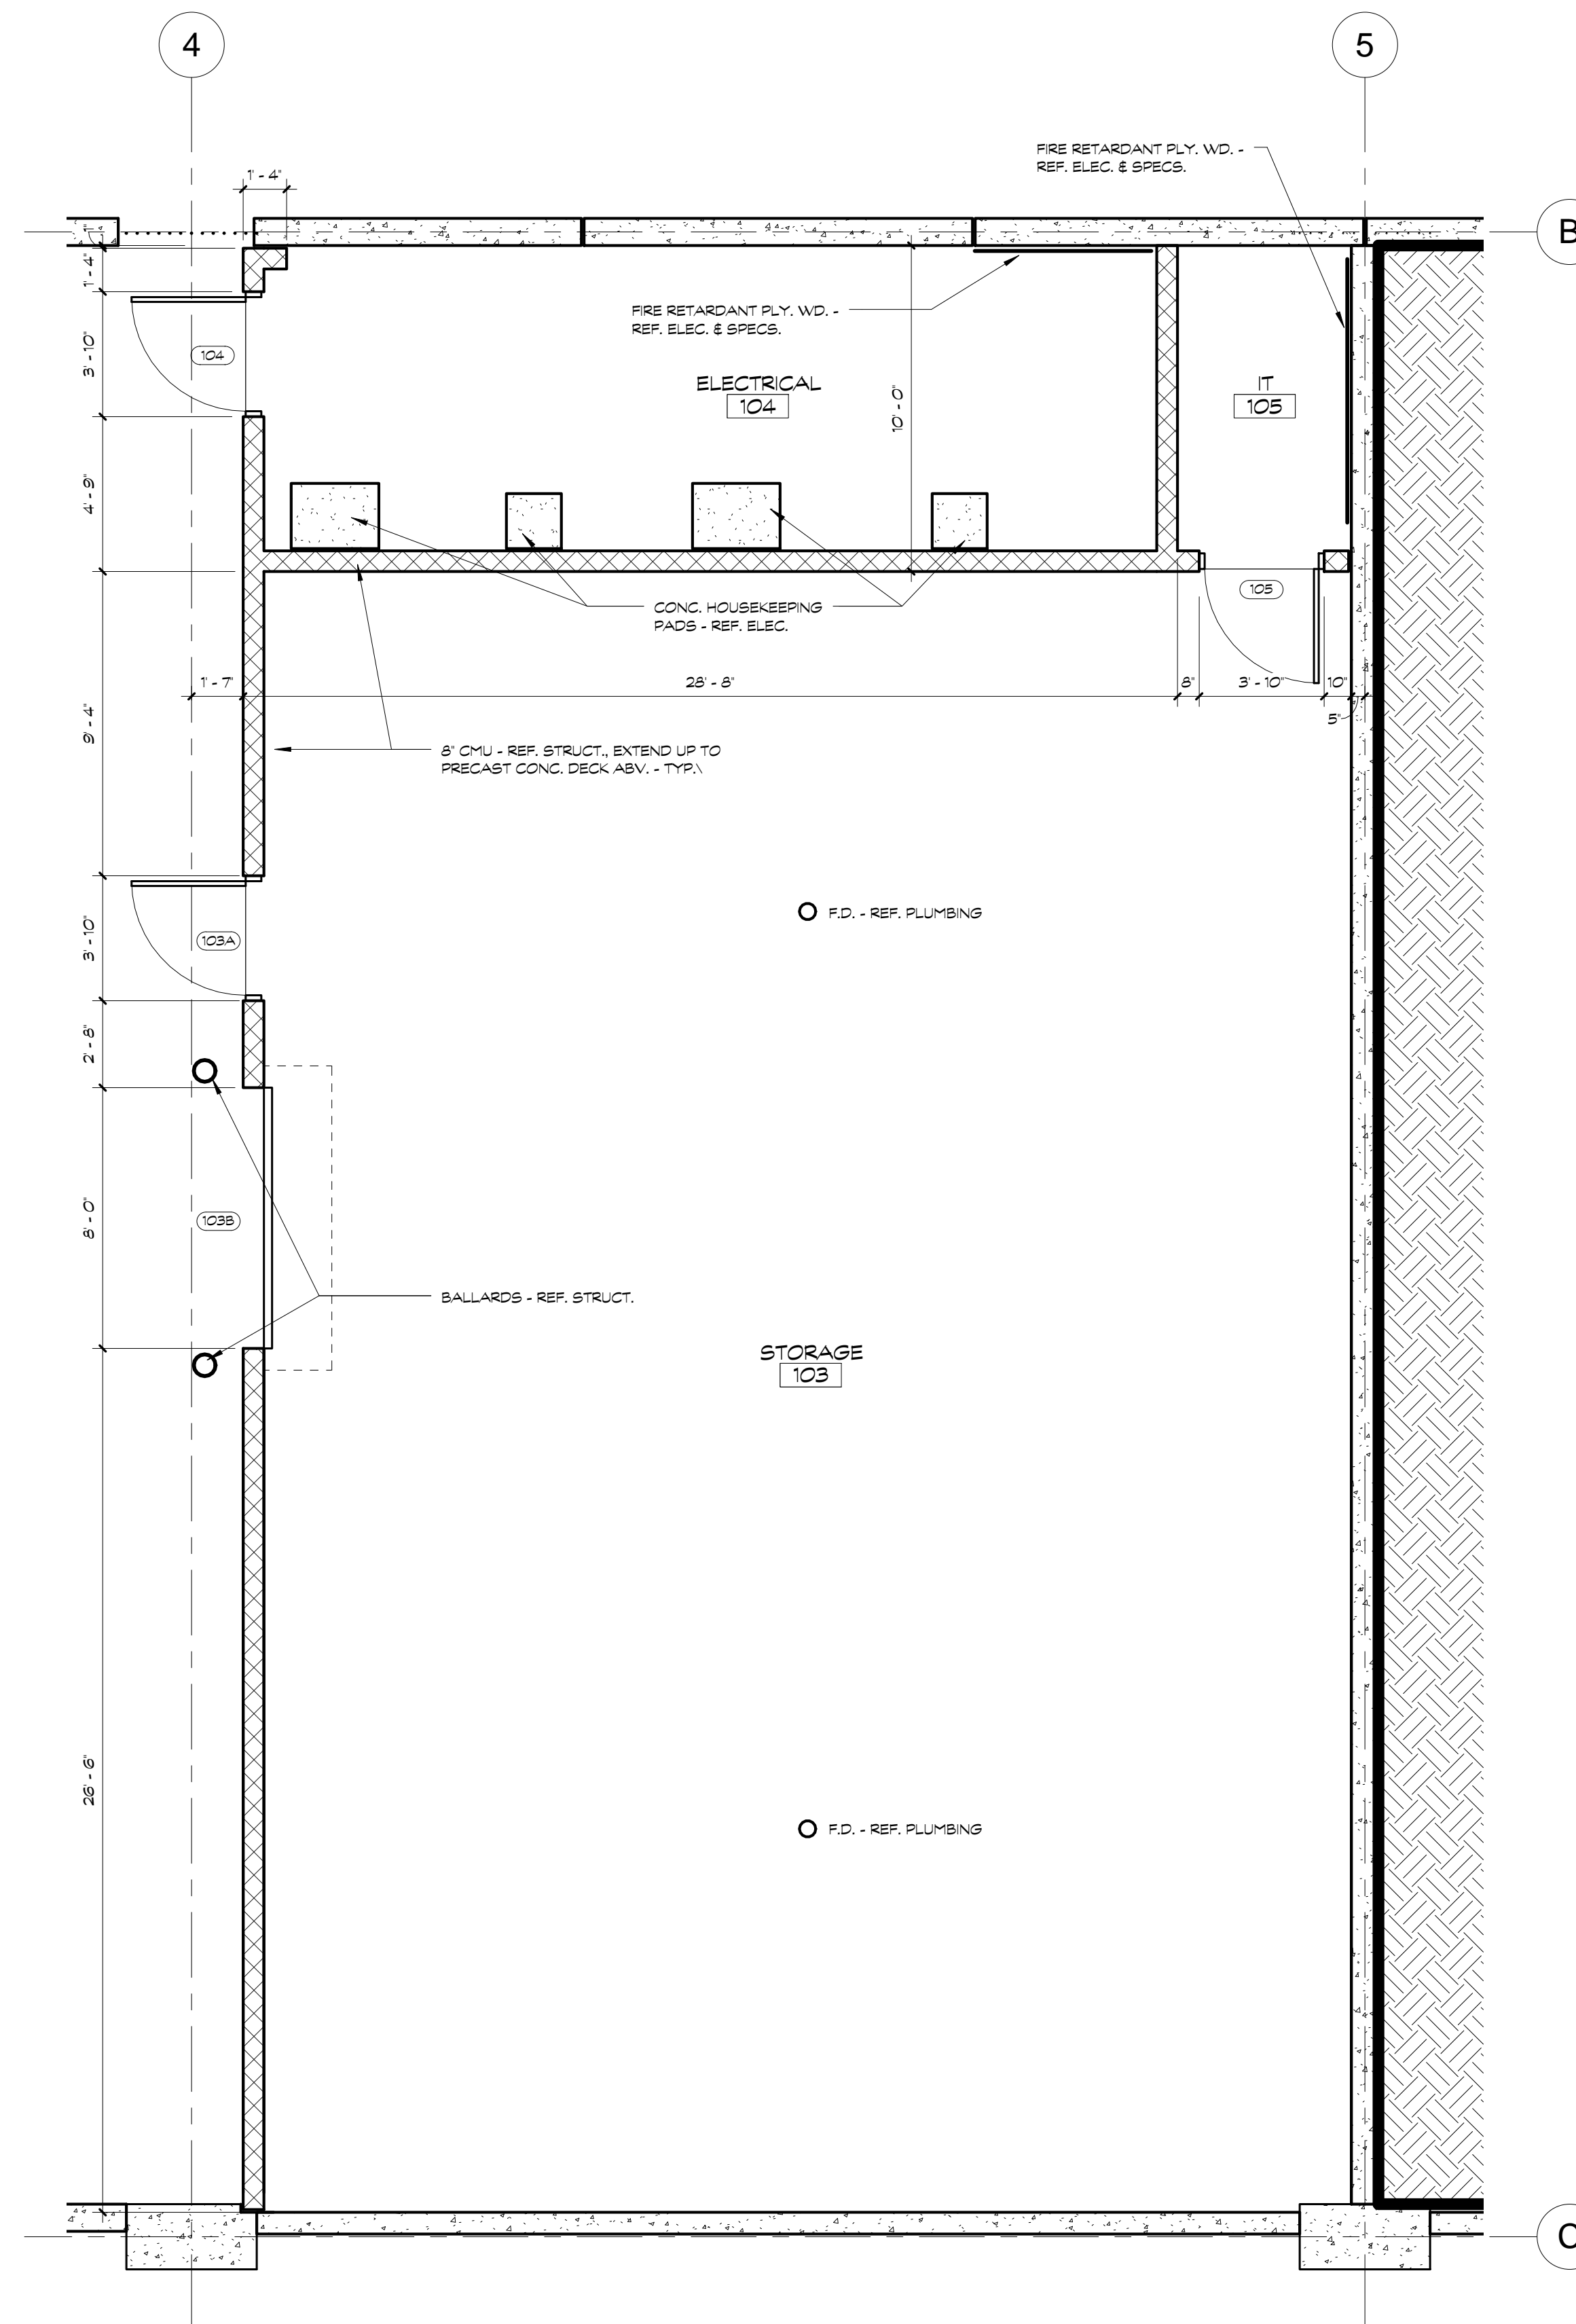 4
5
FIRE RETARDANT PLY. WD. -
REF. ELEC. & SPECS.
1' - 4"
B
1"
1' - 4"
FIRE RETARDANT PLY. WD. -
REF. ELEC. & SPECS.
3' - 10"
104
ELECTRICAL
104
10' - 0"
IT
105
4' - 9"
105
CONC. HOUSEKEEPING
PADS - REF. ELEC.
1' - 7"
28' - 8"
8"
3' - 10"
10"
5"
9' - 4"
8" CMU - REF. STRUCT., EXTEND UP TO
PRECAST CONC. DECK ABV. - TYP.\
F.D. - REF. PLUMBING
3' - 10"
103A
2' - 8"
8' - 0"
103B
BALLARDS - REF. STRUCT.
STORAGE
103
26' - 6"
F.D. - REF. PLUMBING
C